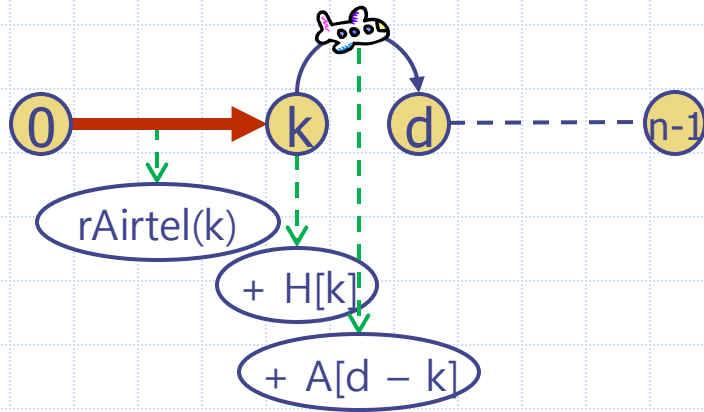 0
k
d
n-1
rAirtel(k)
+ H[k]
+ A[d – k]